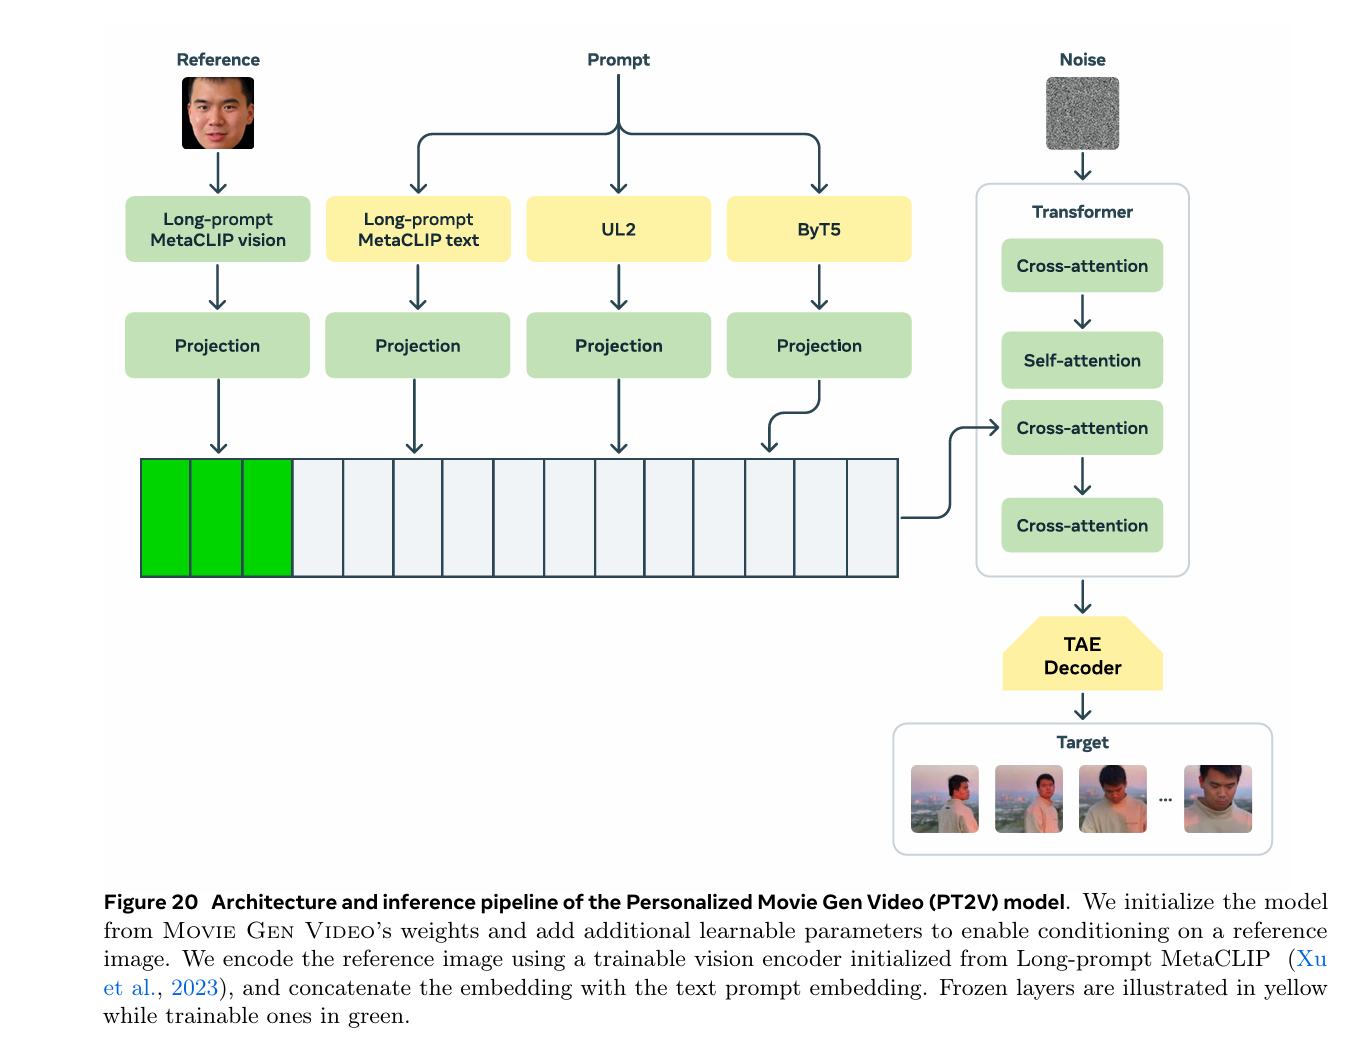 Reference
Prompt
Noise
Long-prompt
MetaCLIP vision
Long-prompt
MetaCLIP text
UL2
ByT5
Projection
Projection
Projection
Projection
Transformer
Cross-attention
Self-attention
Cross-attention
Cross-attention
TAE
Decoder
Target
...
Figure 20 Architecture and inference pipeline of the Personalized Movie Gen Video (PT2V) model. We initialize the model
from Movie Gen Video's weights and add additional learnable parameters to enable conditioning on a reference
image. We encode the reference image using a trainable vision encoder initialized from Long-prompt MetaCLIP (Xu
et al., 2023), and concatenate the embedding with the text prompt embedding. Frozen layers are illustrated in yellow
while trainable ones in green.